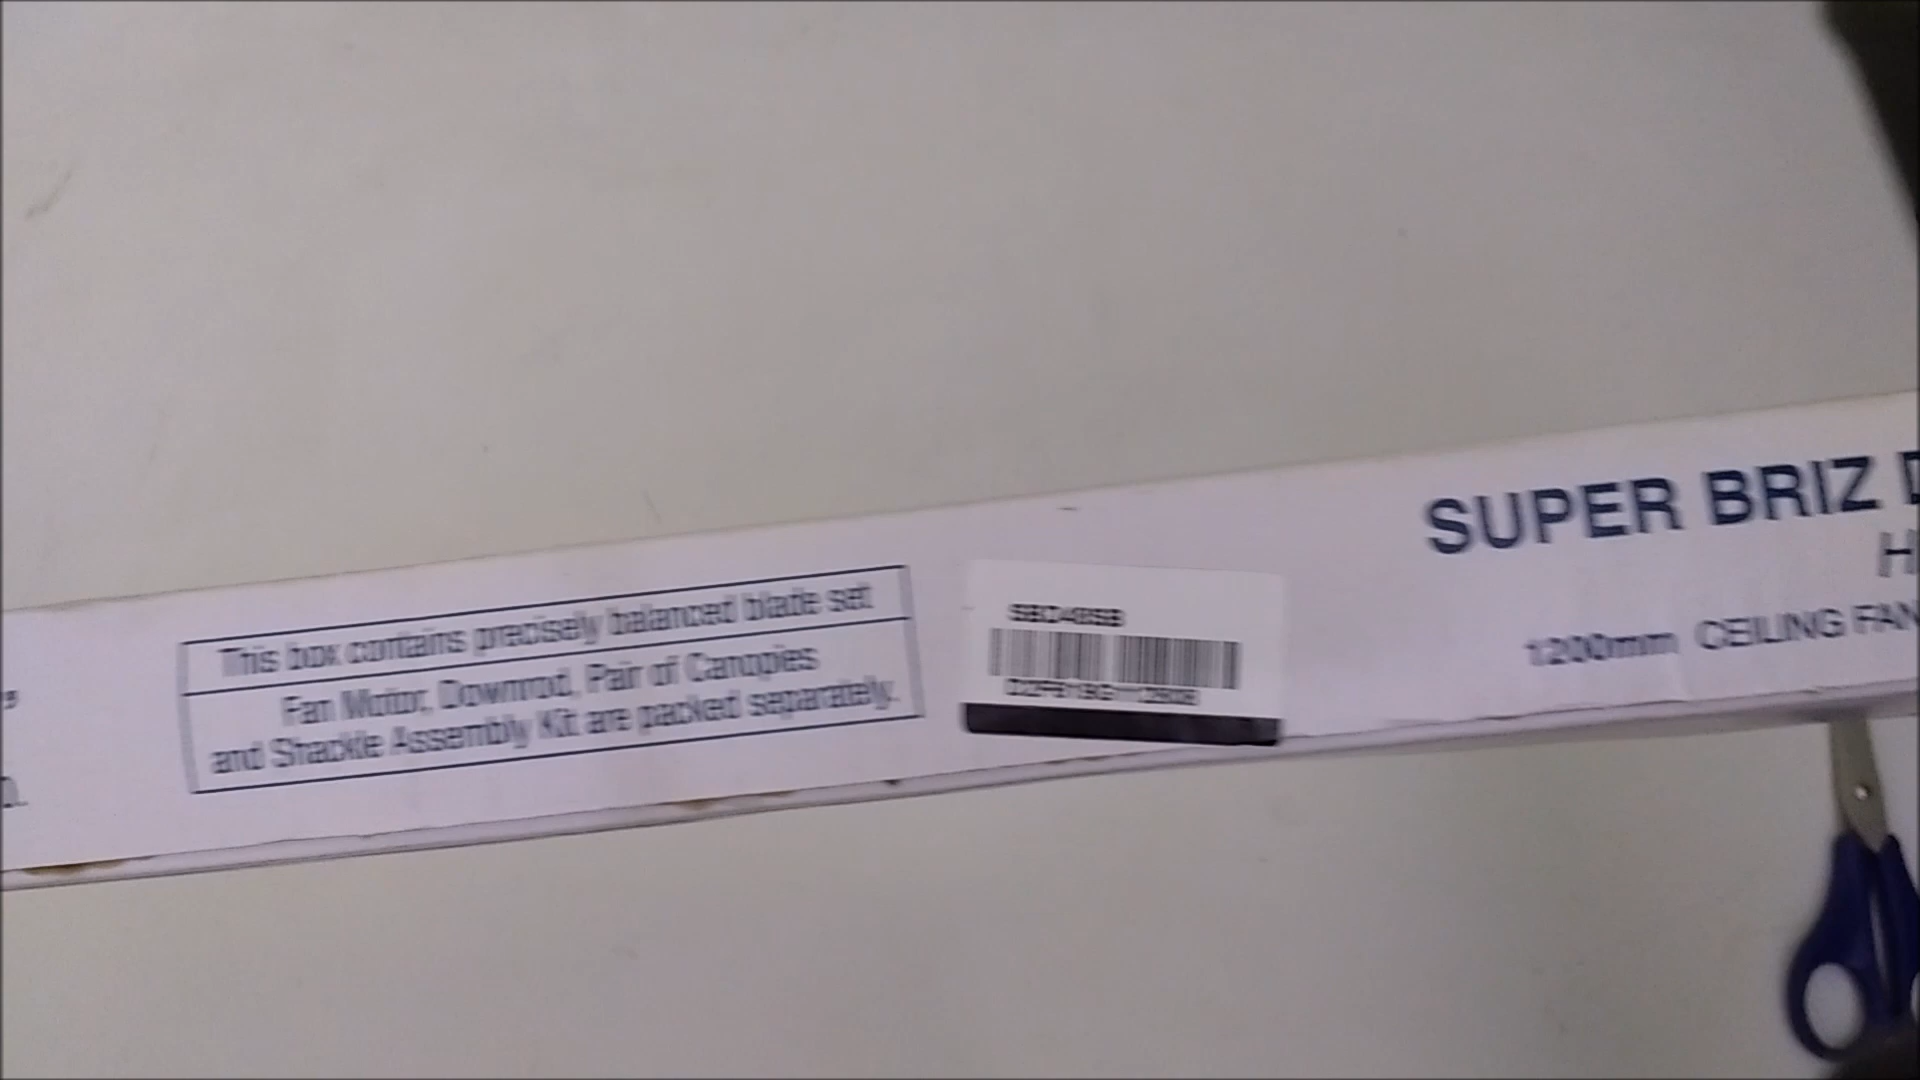 This box contains precisely balanced blade set
Fan Motor, Downrod, Pair of Canopies
and Shackle Assembly Kit are packed separately.
SUPER BRIZ
1200mm CEILING FAN